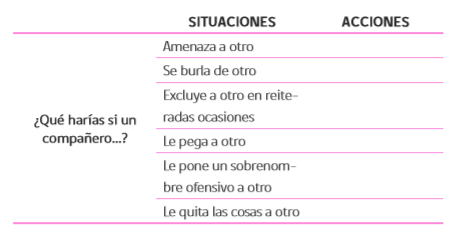 SITUACIONES ACCIONES
¿Qué harías si un
compañero...?
Amenaza a otro
Se burla de otro
Excluye a otro en reite-
radas ocasiones
Le pega a otro
Le pone un sobrenom-
bre ofensivo a otro
Le quita las cosas a otro